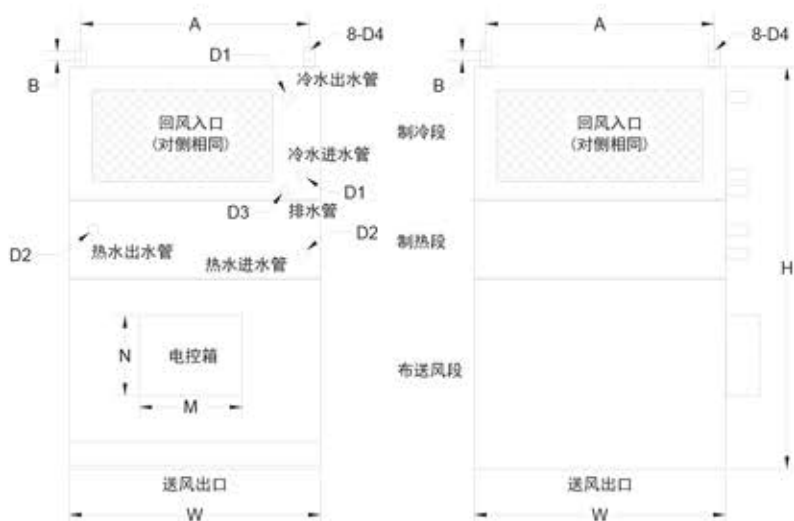 A
8-D4
D1
B
冷水出水管
回风入口
(对侧相同)
冷水进水管
D1
D3
排水管
D2
D2
热水出水管
热水进水管
N
电控箱
M
送风出口
W
A
8-D4
B
回风入口
(对侧相同)
制冷段
制热段
H
布送风段
送风出口
W